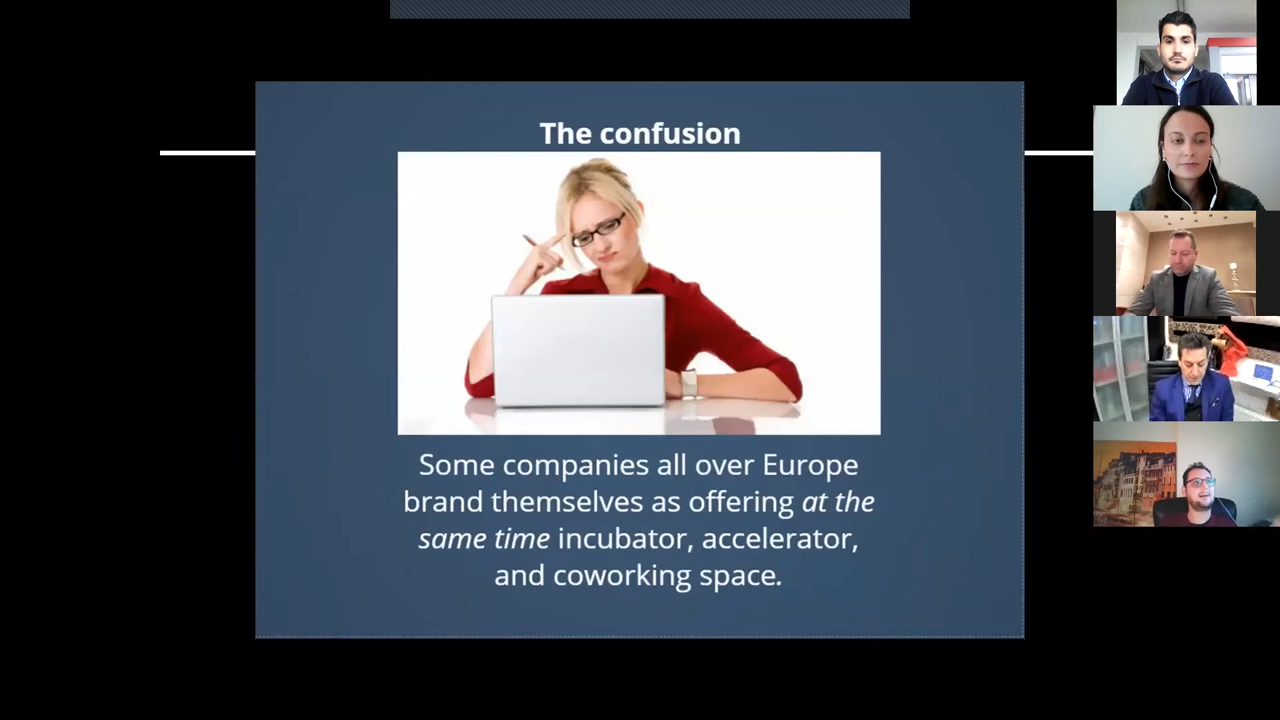 The confusion
Some companies all over Europe
brand themselves as offering at the
same time incubator, accelerator,
and coworking space.